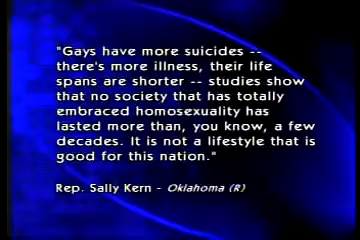 "Gays have more suicides --
there's more illness, their life
spans are shorter -- studies show
that no society that has totally
embraced homosexuality has
lasted more than, you know, a few
decades. It is not a lifestyle that is
good for this nation."
Rep. Sally Kern - Oklahoma (R)